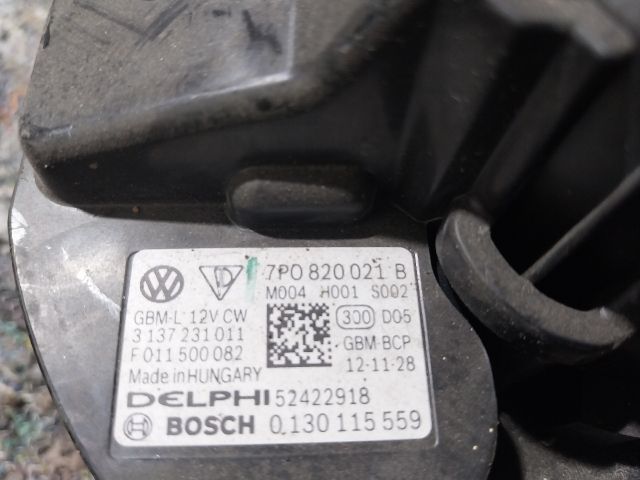 VW D 7P0 820 021 B
M004 H001 S002
GBM-L 12V CW 300 D05
3 137 231 011
F 011 500 082 GBM-BCP
Made in HUNGARY 12-11-28
DELPHI 52422918
BOSCH 0 130 115 559